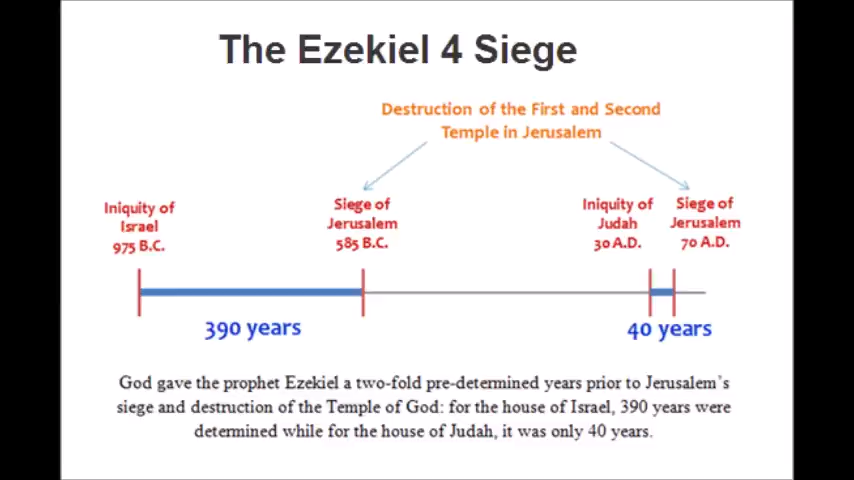 The Ezekiel 4 Siege
Destruction of the First and Second
Temple in Jerusalem
Iniquity of
Israel
975 B.C.
Siege of
Jerusalem
585 B.C.
Iniquity of
Judah
30 A.D.
Siege of
Jerusalem
70 A.D.
390 years
40 years
God gave the prophet Ezekiel a two-fold pre-determined years prior to Jerusalem's
siege and destruction of the Temple of God: for the house of Israel, 390 years were
determined while for the house of Judah, it was only 40 years.